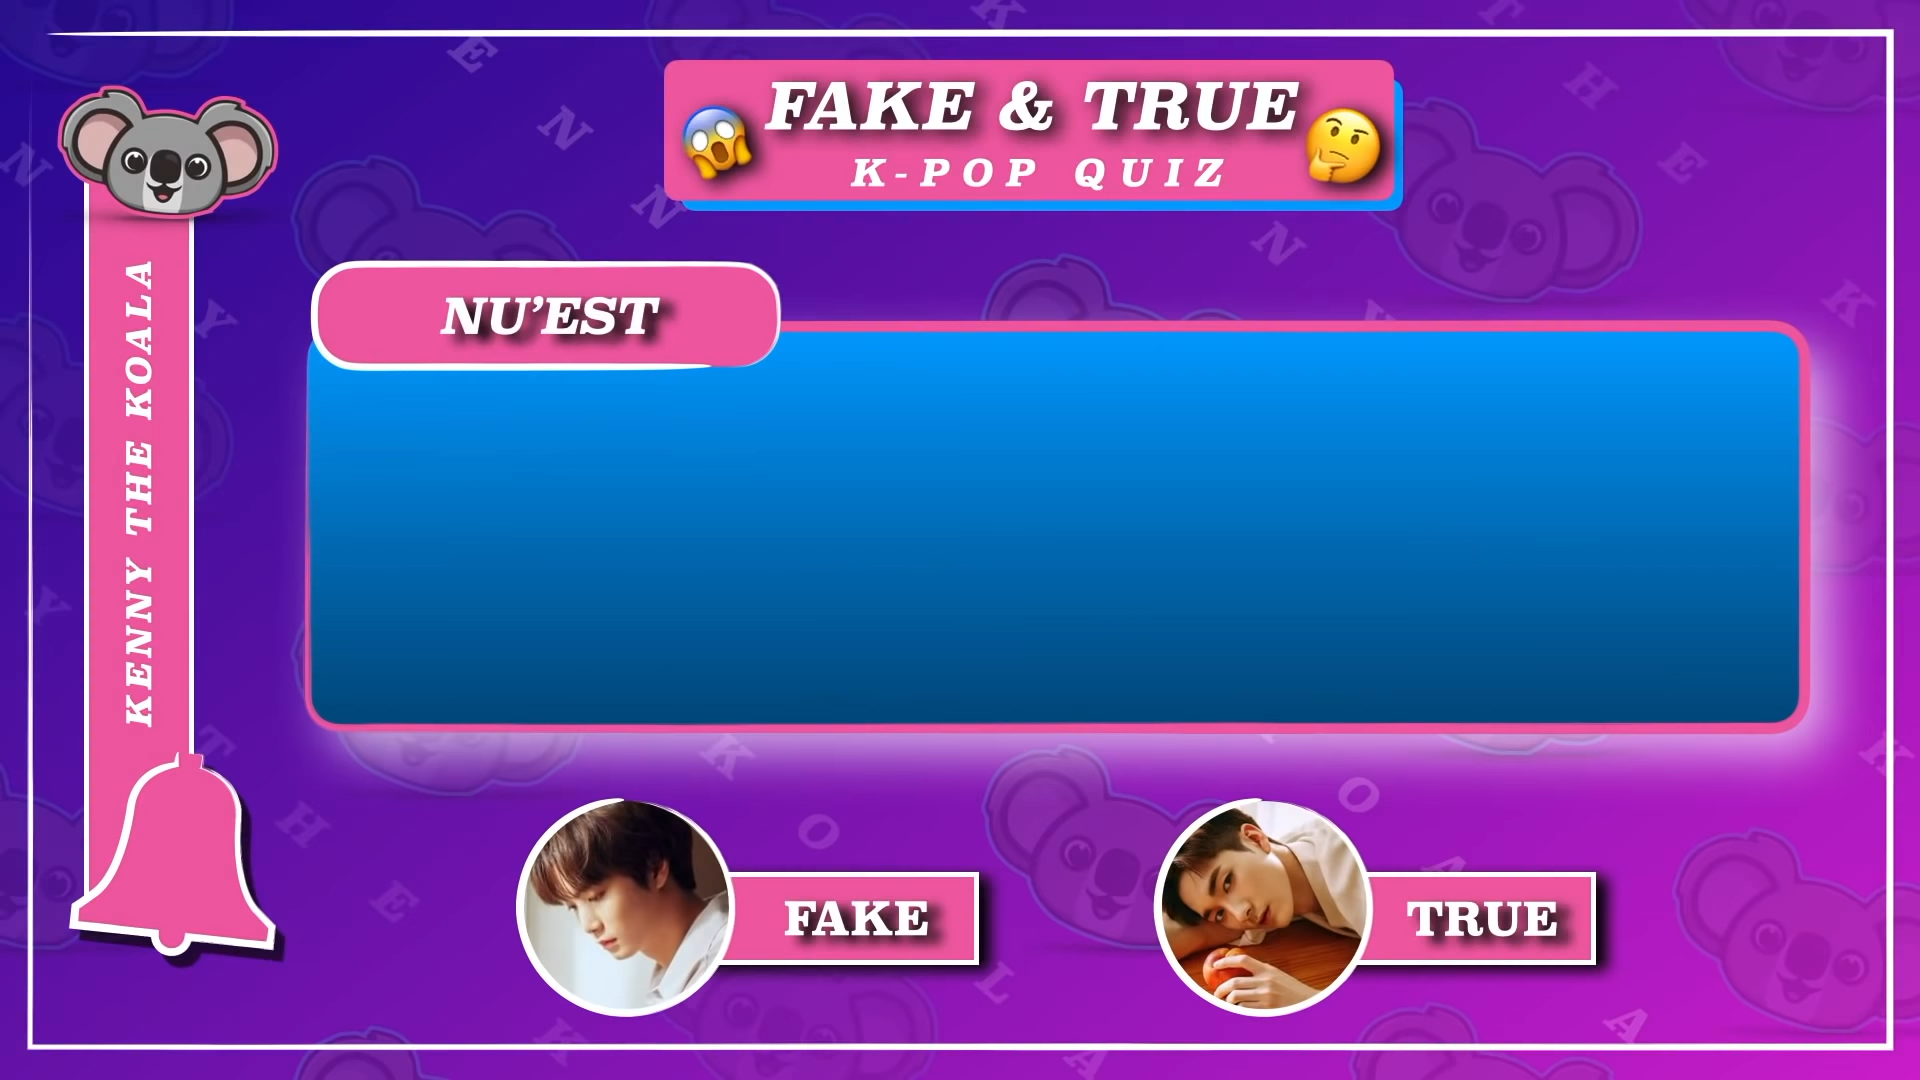 FAKE & TRUE
K-POP QUIZ
KENNY THE KOALA
NU'EST
FAKE
TRUE